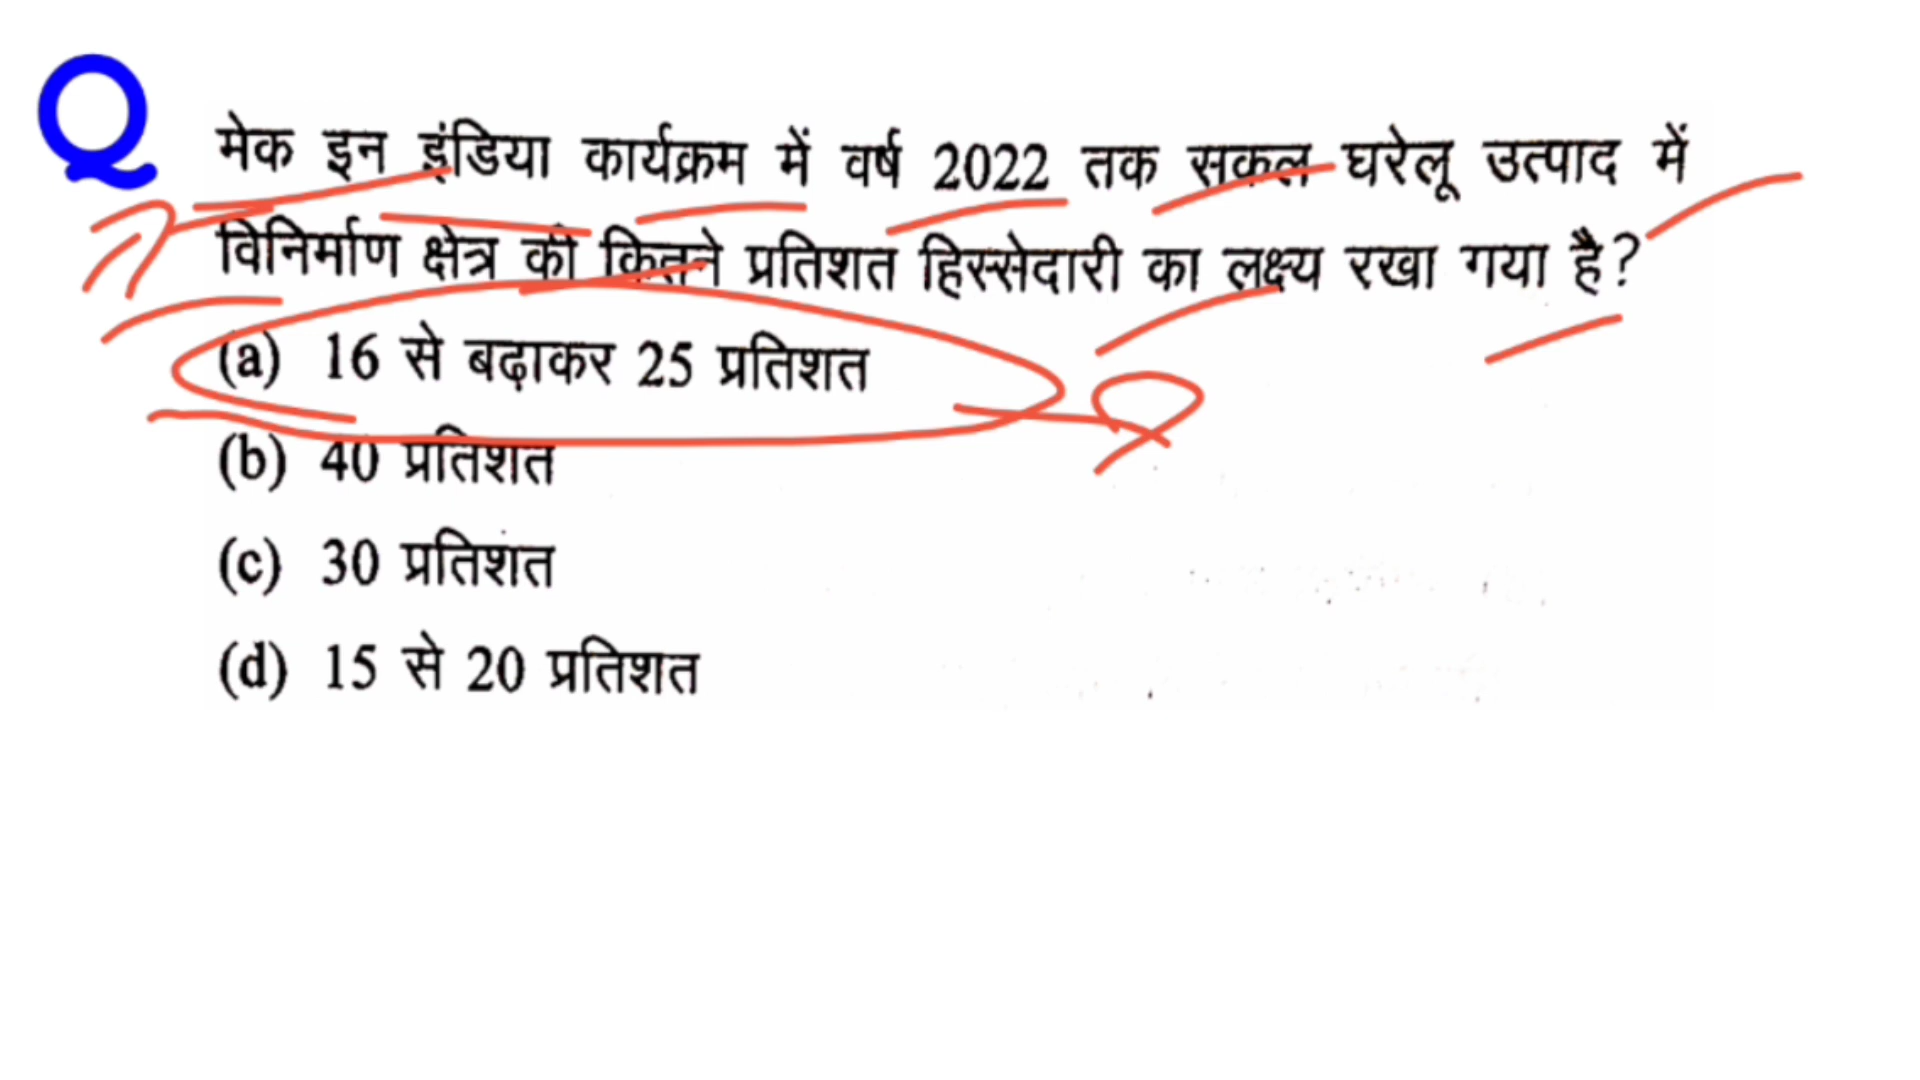 Q
मेक इन इंडिया कार्यक्रम में वर्ष 2022 तक सकल घरेलू उत्पाद में
विनिर्माण क्षेत्र की कितने प्रतिशत हिस्सेदारी का लक्ष्य रखा गया है?
(a) 16 से बढ़ाकर 25 प्रतिशत
(b) 40 प्रतिशत
(c) 30 प्रतिशत
(d) 15 से 20 प्रतिशत